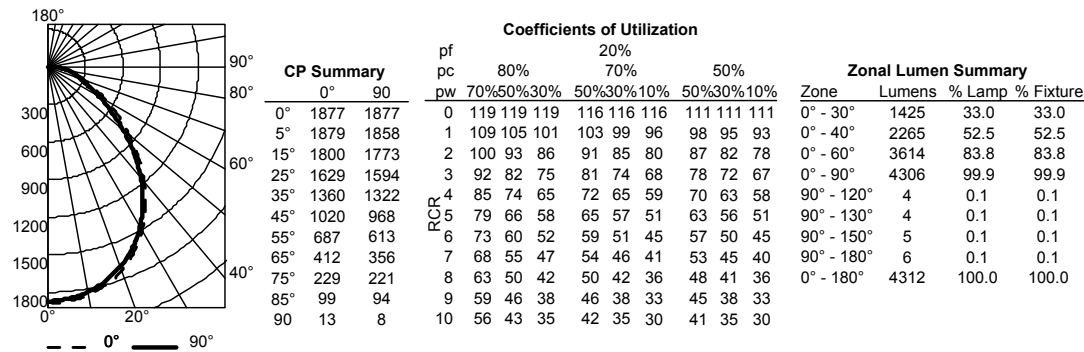 180°
90°
80°
300
600
60°
900
1200
1500
40°
1800
0° 20°
0° 90°
CP Summary
0° 90
0° 1877 1877
5° 1879 1858
15° 1800 1773
25° 1629 1594
35° 1360 1322
45° 1020 968
55° 687 613
65° 412 356
75° 229 221
85° 99 94
90 13 8
Coefficients of Utilization
pf 20%
pc 80% 70% 50%
pw 70%50%30% 50%30%10% 50%30%10%
RCR
0 119 119 119 116 116 116 111 111 111
1 109 105 101 103 99 96 98 95 93
2 100 93 86 91 85 80 87 82 78
3 92 82 75 81 74 68 78 72 67
4 85 74 65 72 65 59 70 63 58
5 79 66 58 65 57 51 63 56 51
6 73 60 52 59 51 45 57 50 45
7 68 55 47 54 46 41 53 45 40
8 63 50 42 50 42 36 48 41 36
9 59 46 38 46 38 33 45 38 33
10 56 43 35 42 35 30 41 35 30
Zonal Lumen Summary
Zone Lumens % Lamp % Fixture
0° - 30° 1425 33.0 33.0
0° - 40° 2265 52.5 52.5
0° - 60° 3614 83.8 83.8
0° - 90° 4306 99.9 99.9
90° - 120° 4 0.1 0.1
90° - 130° 4 0.1 0.1
90° - 150° 5 0.1 0.1
90° - 180° 6 0.1 0.1
0° - 180° 4312 100.0 100.0